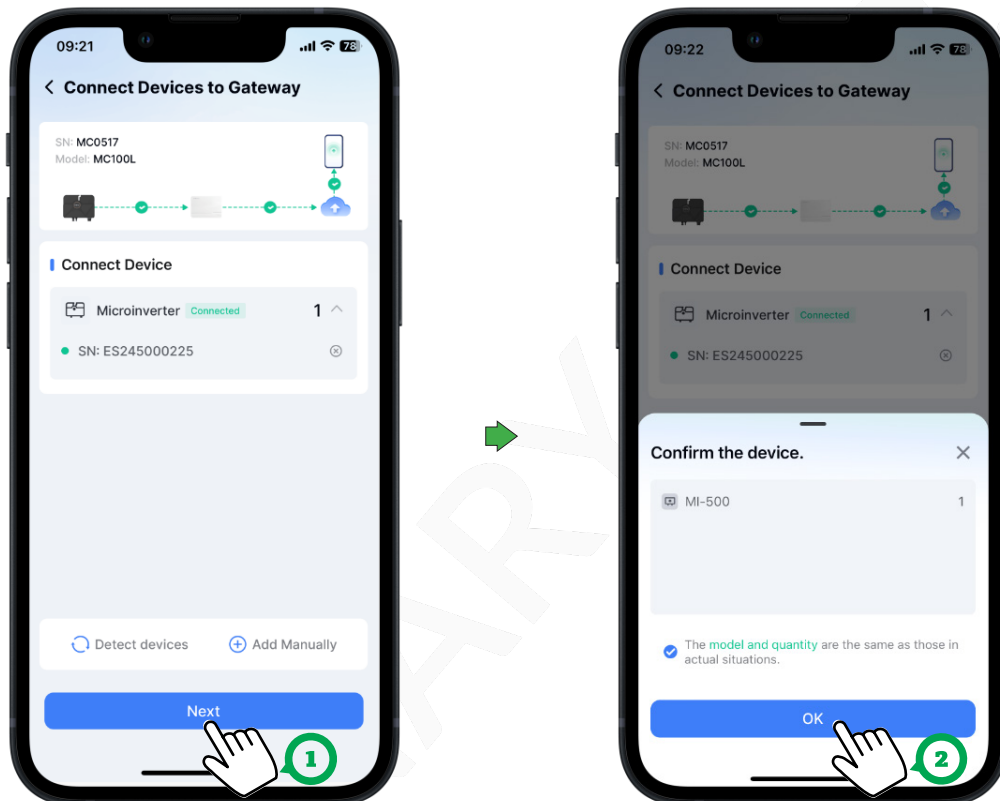 09:21
78
Connect Devices to Gateway
SN: MC0517
Model: MC100L
Connect Device
Microinverter Connected 1
SN: ES245000225
Detect devices Add Manually
Next
1
09:22
78
Connect Devices to Gateway
SN: MC0517
Model: MC100L
Connect Device
Microinverter Connected 1
SN: ES245000225
Confirm the device.
MI-500 1
The model and quantity are the same as those in
actual situations.
OK
2